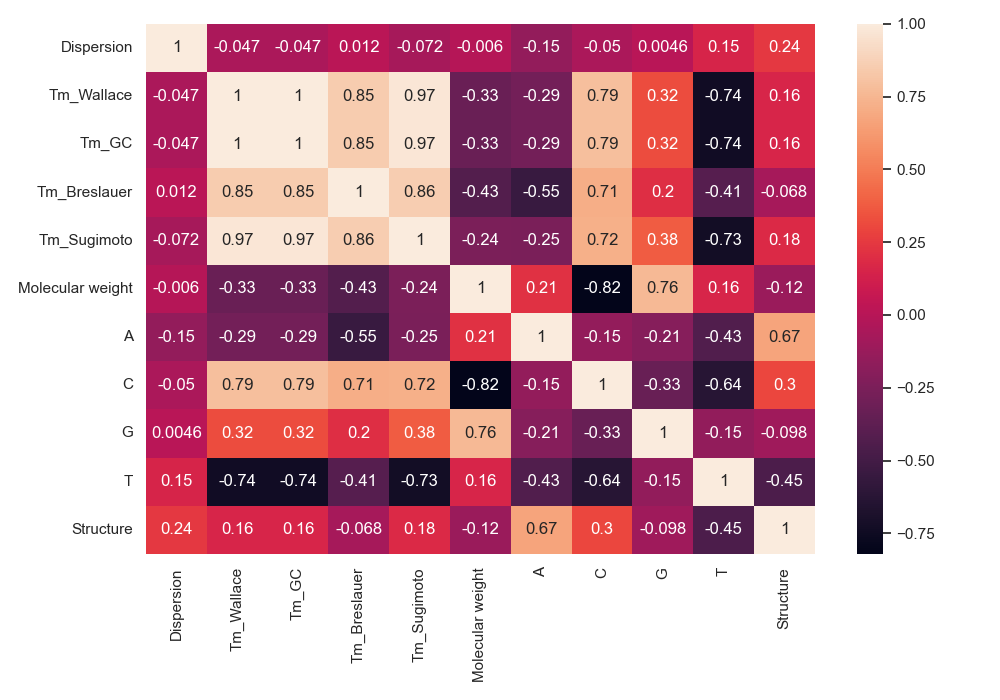 Dispersion 1 -0.047 -0.047 0.012 -0.072 -0.006 -0.15 -0.05 0.0046 0.15 0.24
Tm_Wallace -0.047 1 1 0.85 0.97 -0.33 -0.29 0.79 0.32 -0.74 0.16
Tm_GC -0.047 1 1 0.85 0.97 -0.33 -0.29 0.79 0.32 -0.74 0.16
Tm_Breslauer 0.012 0.85 0.85 1 0.86 -0.43 -0.55 0.71 0.2 -0.41 -0.068
Tm_Sugimoto -0.072 0.97 0.97 0.86 1 -0.24 -0.25 0.72 0.38 -0.73 0.18
Molecular weight -0.006 -0.33 -0.33 -0.43 -0.24 1 0.21 -0.82 0.76 0.16 -0.12
A -0.15 -0.29 -0.29 -0.55 -0.25 0.21 1 -0.15 -0.21 -0.43 0.67
C -0.05 0.79 0.79 0.71 0.72 -0.82 -0.15 1 -0.33 -0.64 0.3
G 0.0046 0.32 0.32 0.2 0.38 0.76 -0.21 -0.33 1 -0.15 -0.098
T 0.15 -0.74 -0.74 -0.41 -0.73 0.16 -0.43 -0.64 -0.15 1 -0.45
Structure 0.24 0.16 0.16 -0.068 0.18 -0.12 0.67 0.3 -0.098 -0.45 1
Dispersion
Tm_Wallace
Tm_GC
Tm_Breslauer
Tm_Sugimoto
Molecular weight
A
C
G
T
Structure
1.00
0.75
0.50
0.25
0.00
−0.25
−0.50
−0.75